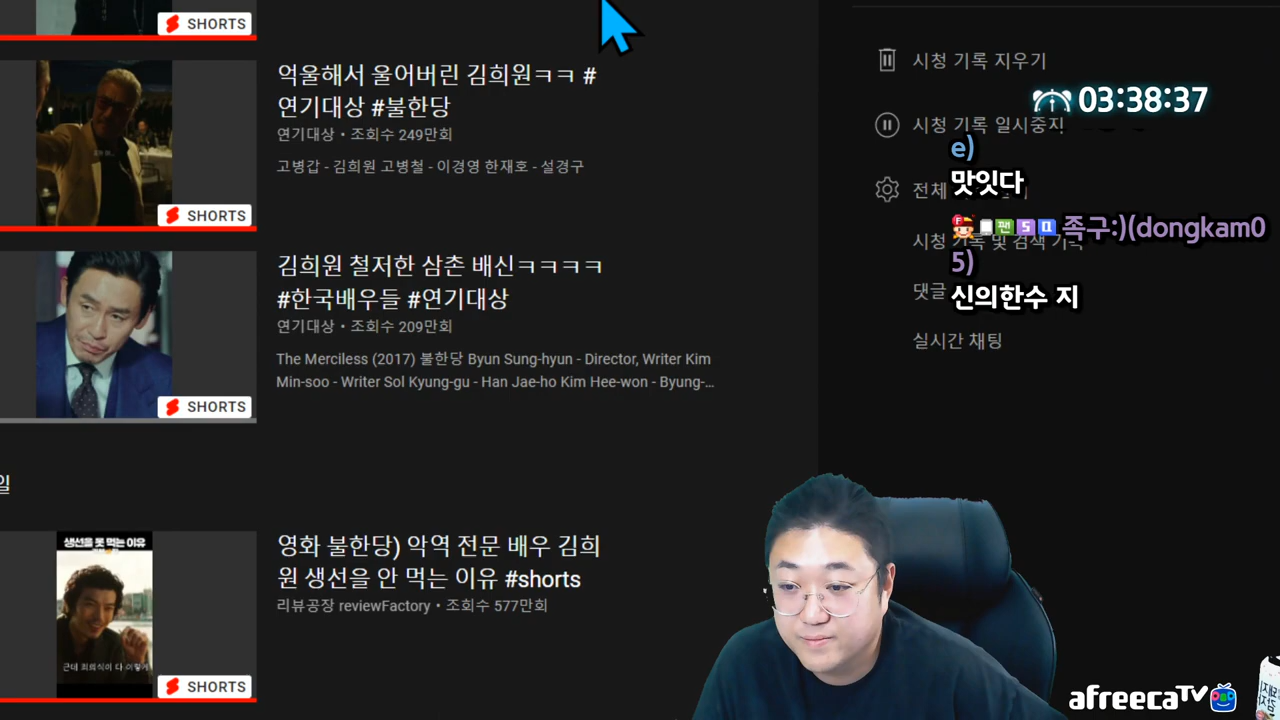 SHORTS
억울해서 울어버린 김희원ㅋㅋ #
연기대상 #불한당
연기대상 • 조회수 249만회
고병갑 - 김희원 고병철 - 이경영 한재호 - 설경구
SHORTS
김희원 철저한 삼촌 배신ㅋㅋㅋㅋ
#한국배우들 #연기대상
연기대상 • 조회수 209만회
The Merciless (2017) 불한당 Byun Sung-hyun - Director, Writer Kim
Min-soo - Writer Sol Kyung-gu - Han Jae-ho Kim Hee-won - Byung-...
SHORTS
일
생선을 못 먹는 이유
영화 불한당) 악역 전문 배우 김희
원 생선을 안 먹는 이유 #shorts
리뷰공장 reviewFactory • 조회수 577만회
근데 죄의식이 다 이렇게
SHORTS
시청 기록 지우기
03:38:37
시청 기록 일시중지
e)
맛잇다
전체
F 팬 S Q 족구:)(dongkam0
5)
시청 기록 및 검색 기록
신의한수 지
댓글
실시간 채팅
afreecaTV